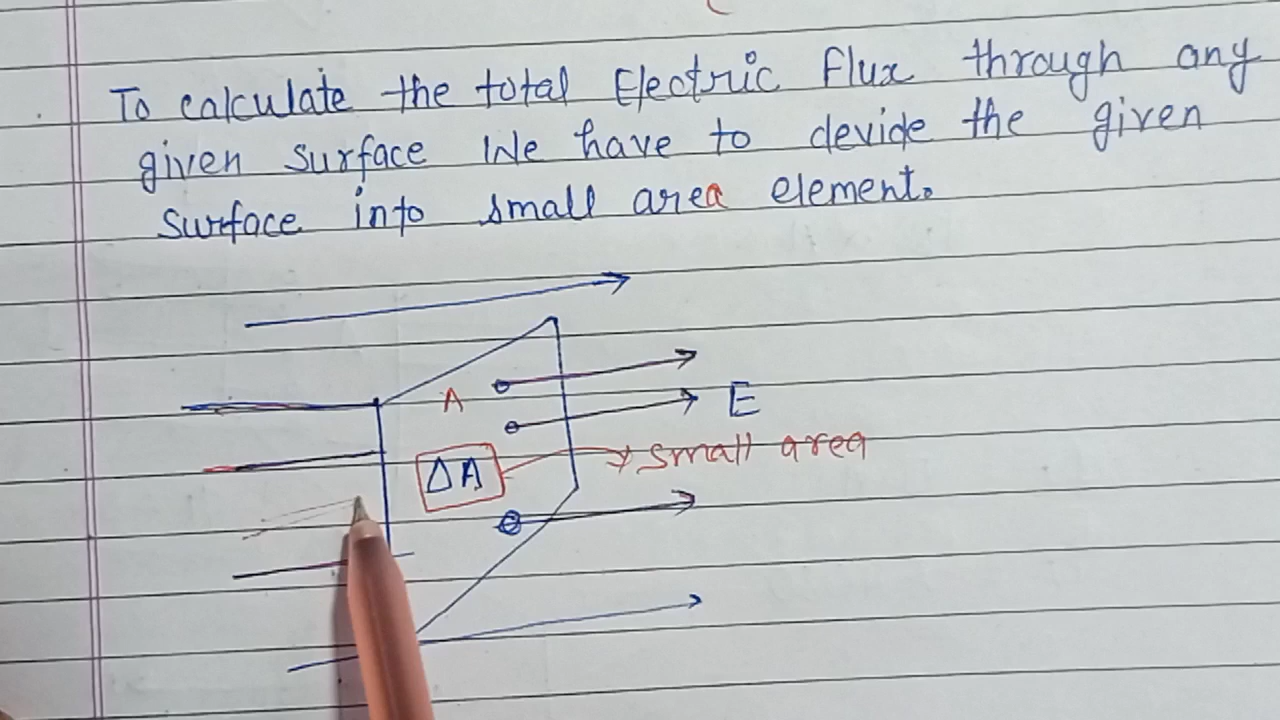 To calculate the total Electric flux through any
given surface We have to devide the given
surface into small area element.
A
E
ΔA
small area